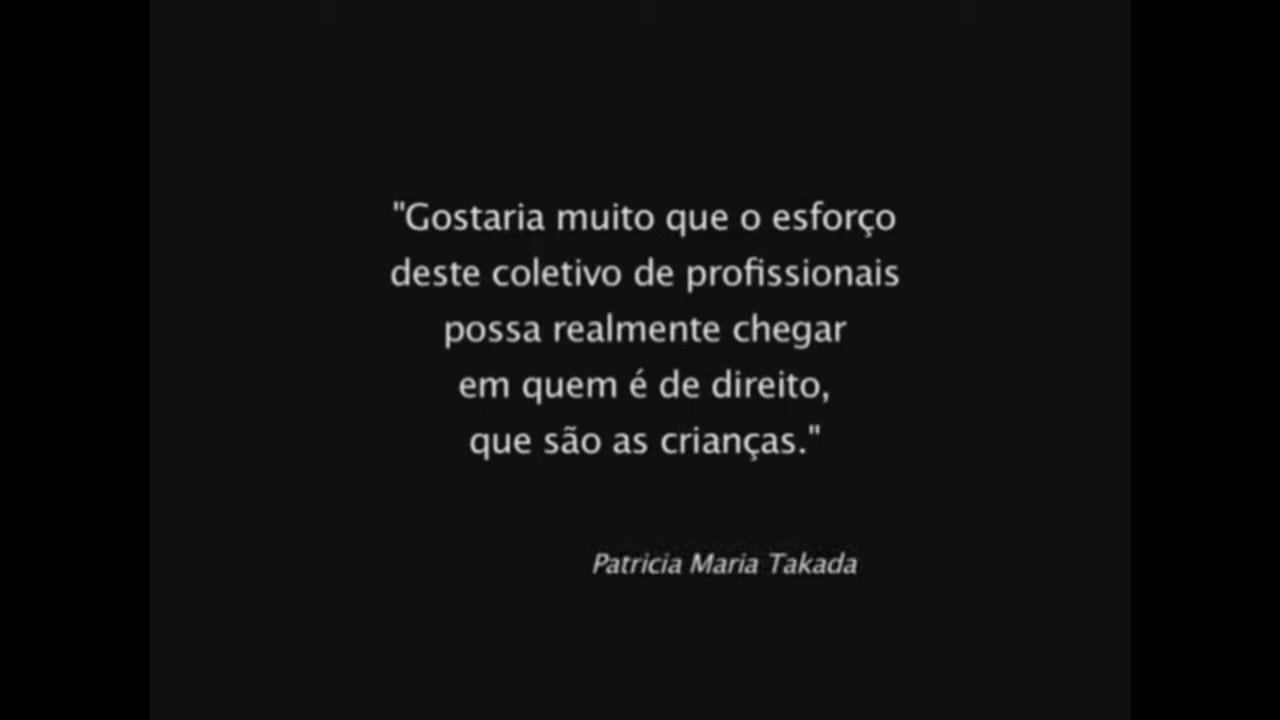 "Gostaria muito que o esforço
deste coletivo de profissionais
possa realmente chegar
em quem é de direito,
que são as crianças."
Patricia Maria Takada